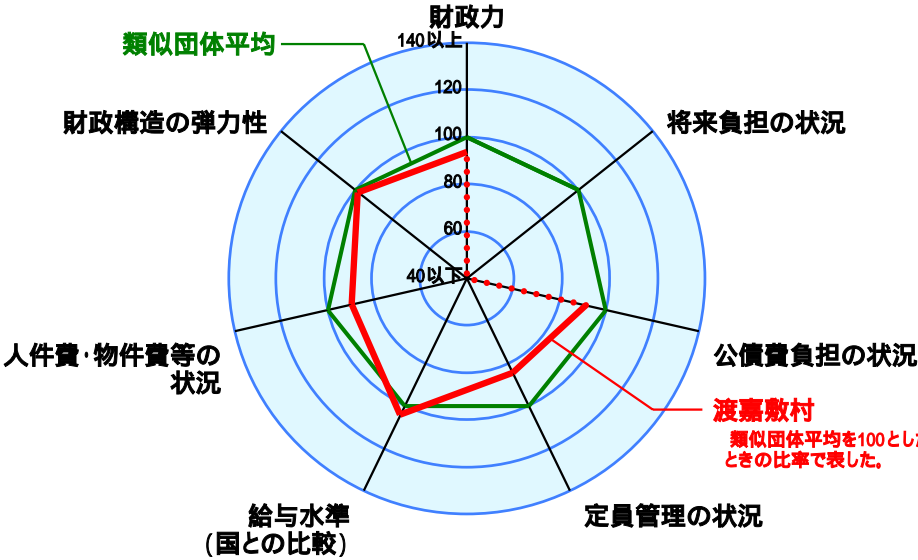 財政力
140以上
類似団体平均
120
財政構造の弾力性
将来負担の状況
100
80
60
40以下
人件費・物件費等の
状況
公債費負担の状況
渡嘉敷村
類似団体平均を100とした
ときの比率で表した。
給与水準
(国との比較)
定員管理の状況